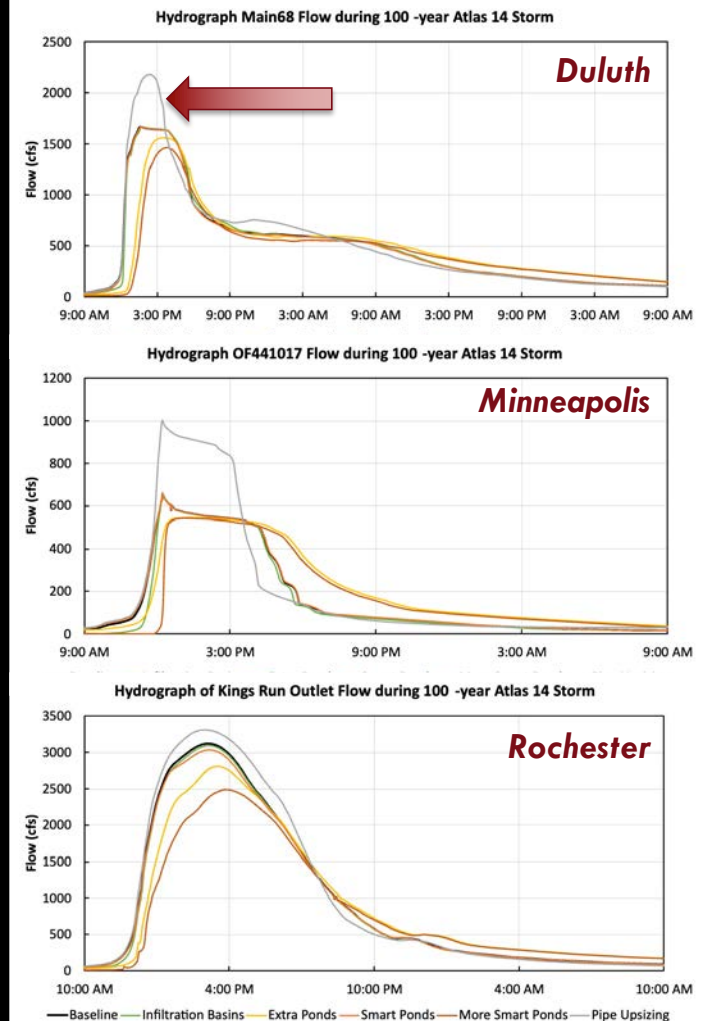 Hydrograph Main68 Flow during 100 -year Atlas 14 Storm
Duluth
Flow (cfs)
2500
2000
1500
1000
500
0
9:00 AM 3:00 PM 9:00 PM 3:00 AM 9:00 AM 3:00 PM 9:00 PM 3:00 AM 9:00 AM
Hydrograph OF441017 Flow during 100 -year Atlas 14 Storm
Minneapolis
Flow (cfs)
1200
1000
800
600
400
200
0
9:00 AM 3:00 PM 9:00 PM 3:00 AM 9:00 AM
Hydrograph of Kings Run Outlet Flow during 100 -year Atlas 14 Storm
Rochester
Flow (cfs)
3500
3000
2500
2000
1500
1000
500
0
10:00 AM 4:00 PM 10:00 PM 4:00 AM 10:00 AM
Baseline Infiltration Basins Extra Ponds Smart Ponds More Smart Ponds Pipe Upsizing